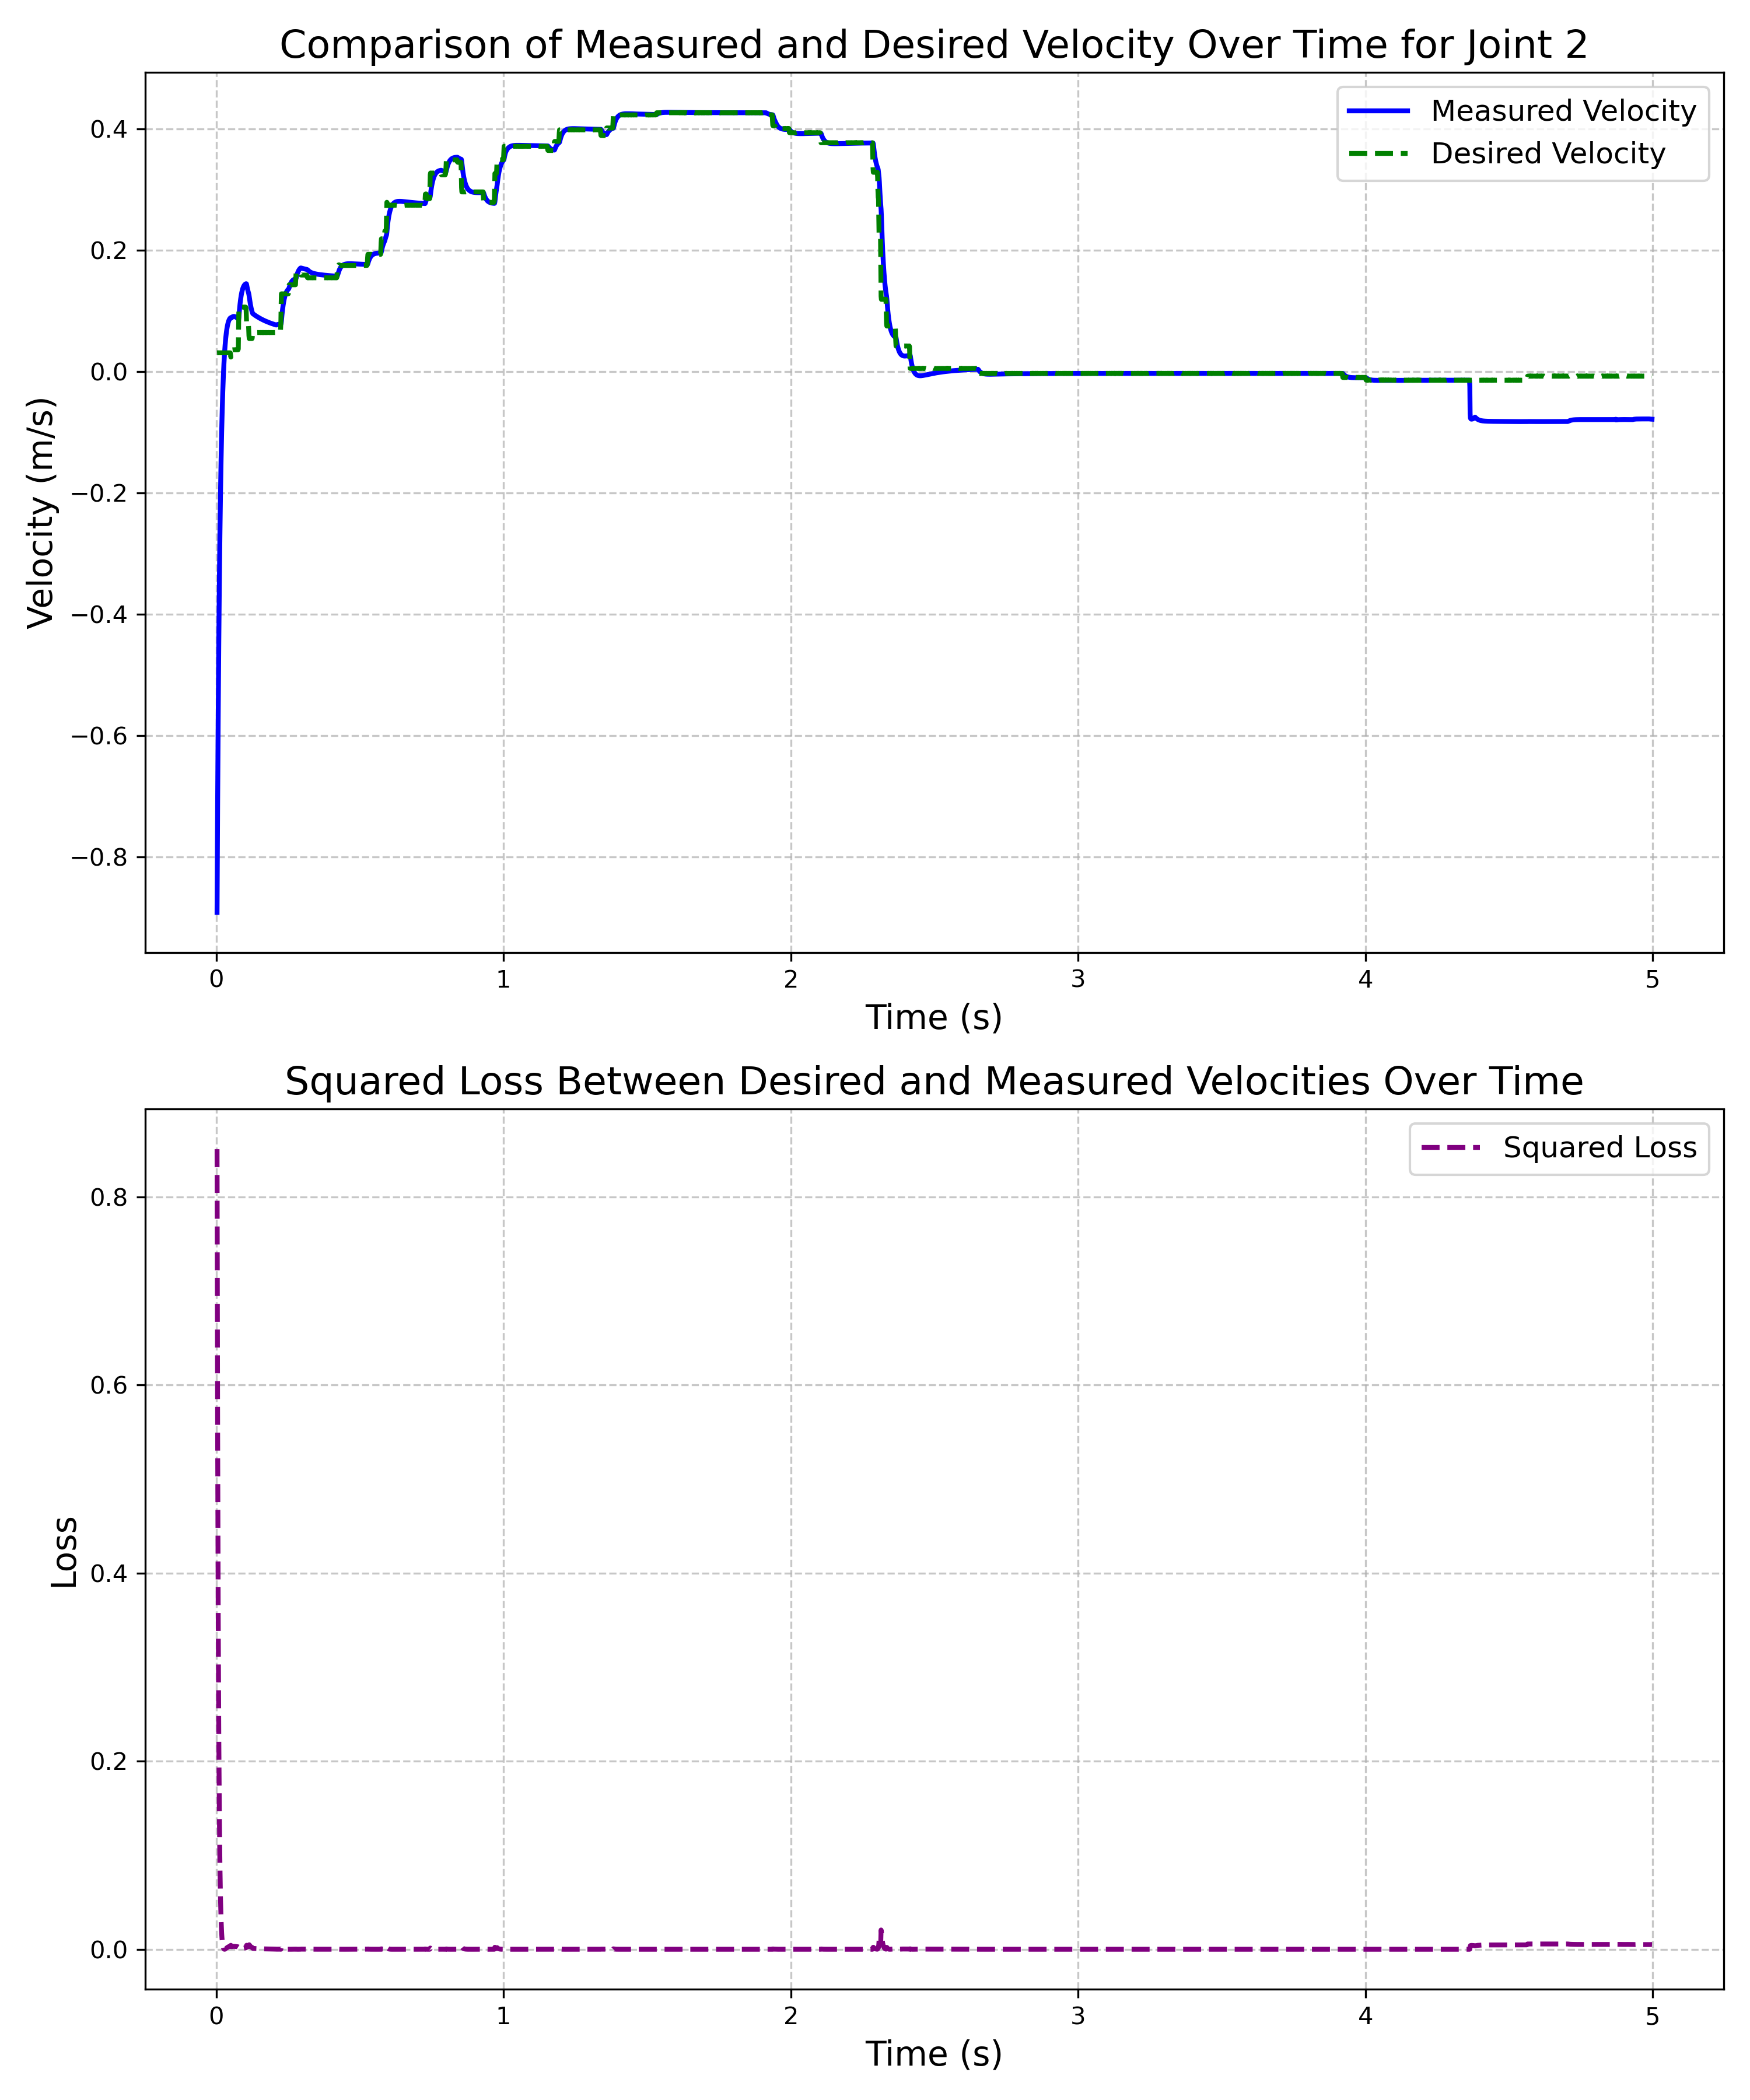 Comparison of Measured and Desired Velocity Over Time for Joint 2
Measured Velocity
Desired Velocity
Velocity (m/s)
0.4
0.2
0.0
−0.2
−0.4
−0.6
−0.8
0 1 2 3 4 5
Time (s)
Squared Loss Between Desired and Measured Velocities Over Time
Squared Loss
Loss
0.8
0.6
0.4
0.2
0.0
0 1 2 3 4 5
Time (s)